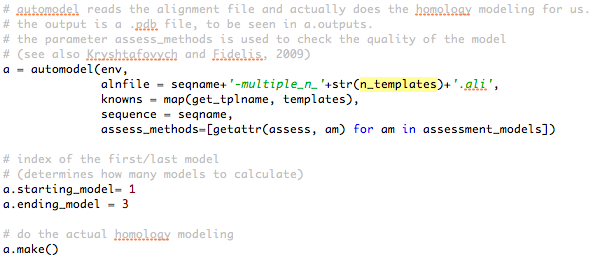 # automodel reads the alignment file and actually does the homology modeling for us.
# the output is a .pdb file, to be seen in a.outputs.
# the parameter assess_methods is used to check the quality of the model
# (see also Kryshtafovych and Fidelis, 2009)
a = automodel(env,
alnfile = seqname+'-multiple_n_'+str(n_templates)+'.ali',
knowns = map(get_tplname, templates),
sequence = seqname,
assess_methods=[getattr(assess, am) for am in assessment_models])
# index of the first/last model
# (determines how many models to calculate)
a.starting_model= 1
a.ending_model = 3
# do the actual homology modeling
a.make()